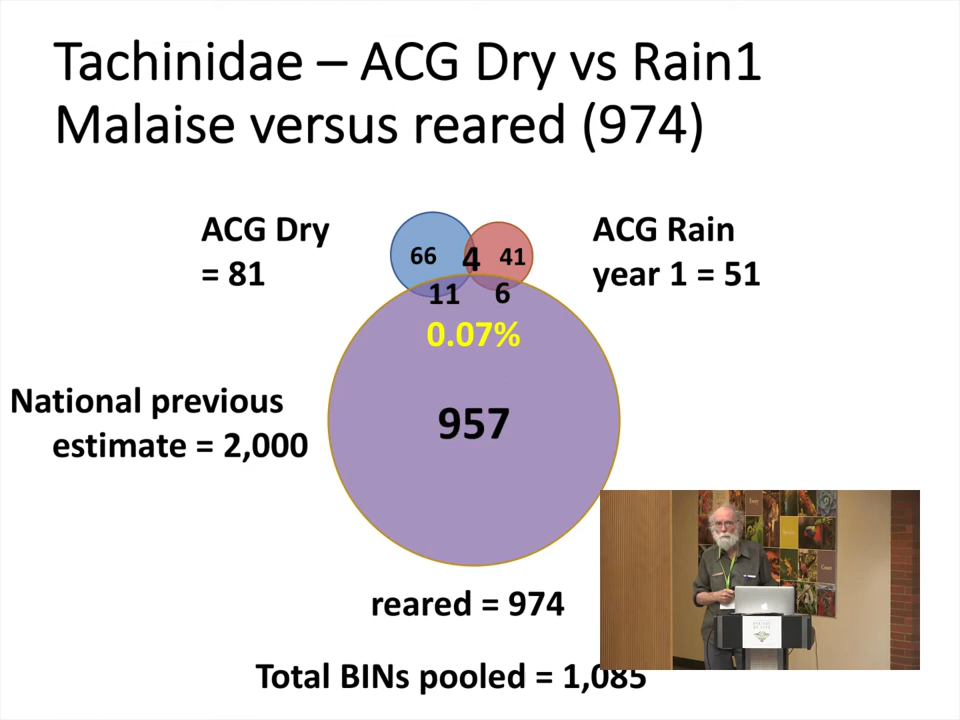 Tachinidae – ACG Dry vs Rain1
Malaise versus reared (974)
ACG Dry
= 81
66
4
41
ACG Rain
year 1 = 51
11
6
0.07%
National previous
estimate = 2,000
957
reared = 974
Total BINs pooled = 1,085